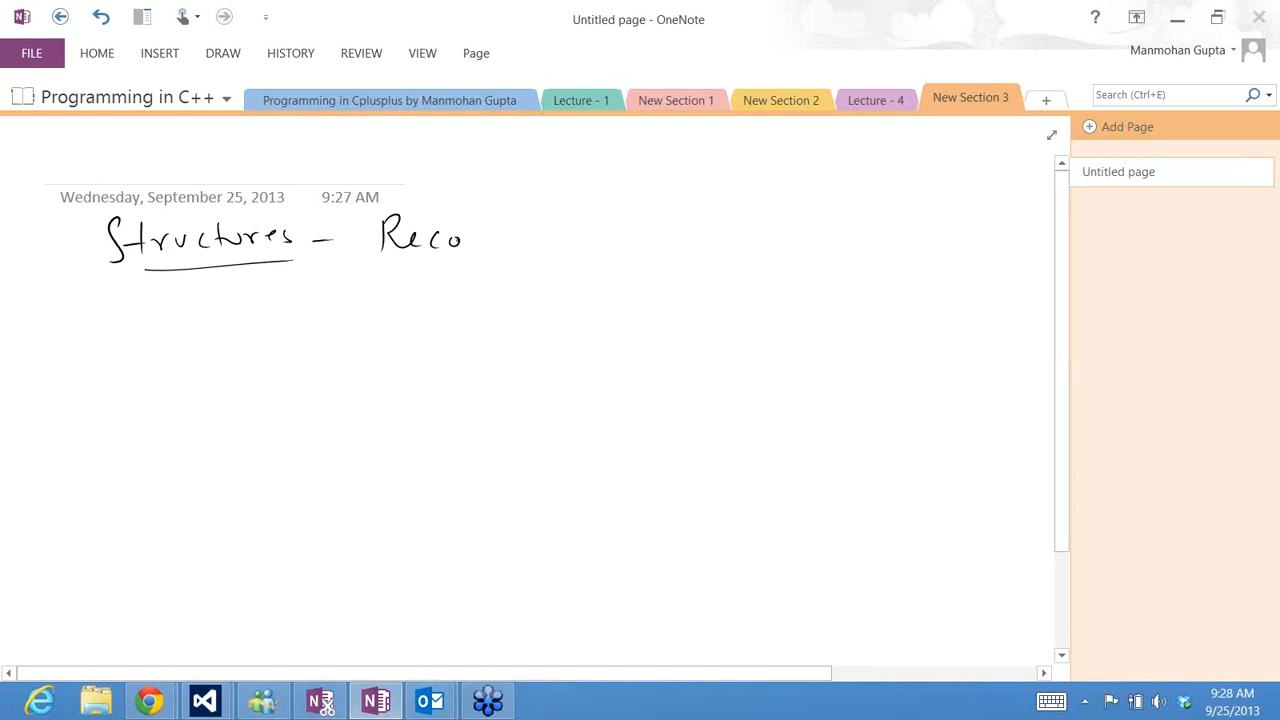 Untitled page - OneNote
?
FILE HOME INSERT DRAW HISTORY REVIEW VIEW Page
Manmohan Gupta
Programming in C++
Programming in Cplusplus by Manmohan Gupta
Lecture - 1
New Section 1
New Section 2
Lecture - 4
New Section 3
+
Search (Ctrl+E)
Add Page
Untitled page
Wednesday, September 25, 2013 9:27 AM
Structures - Reco
9:28 AM
9/25/2013